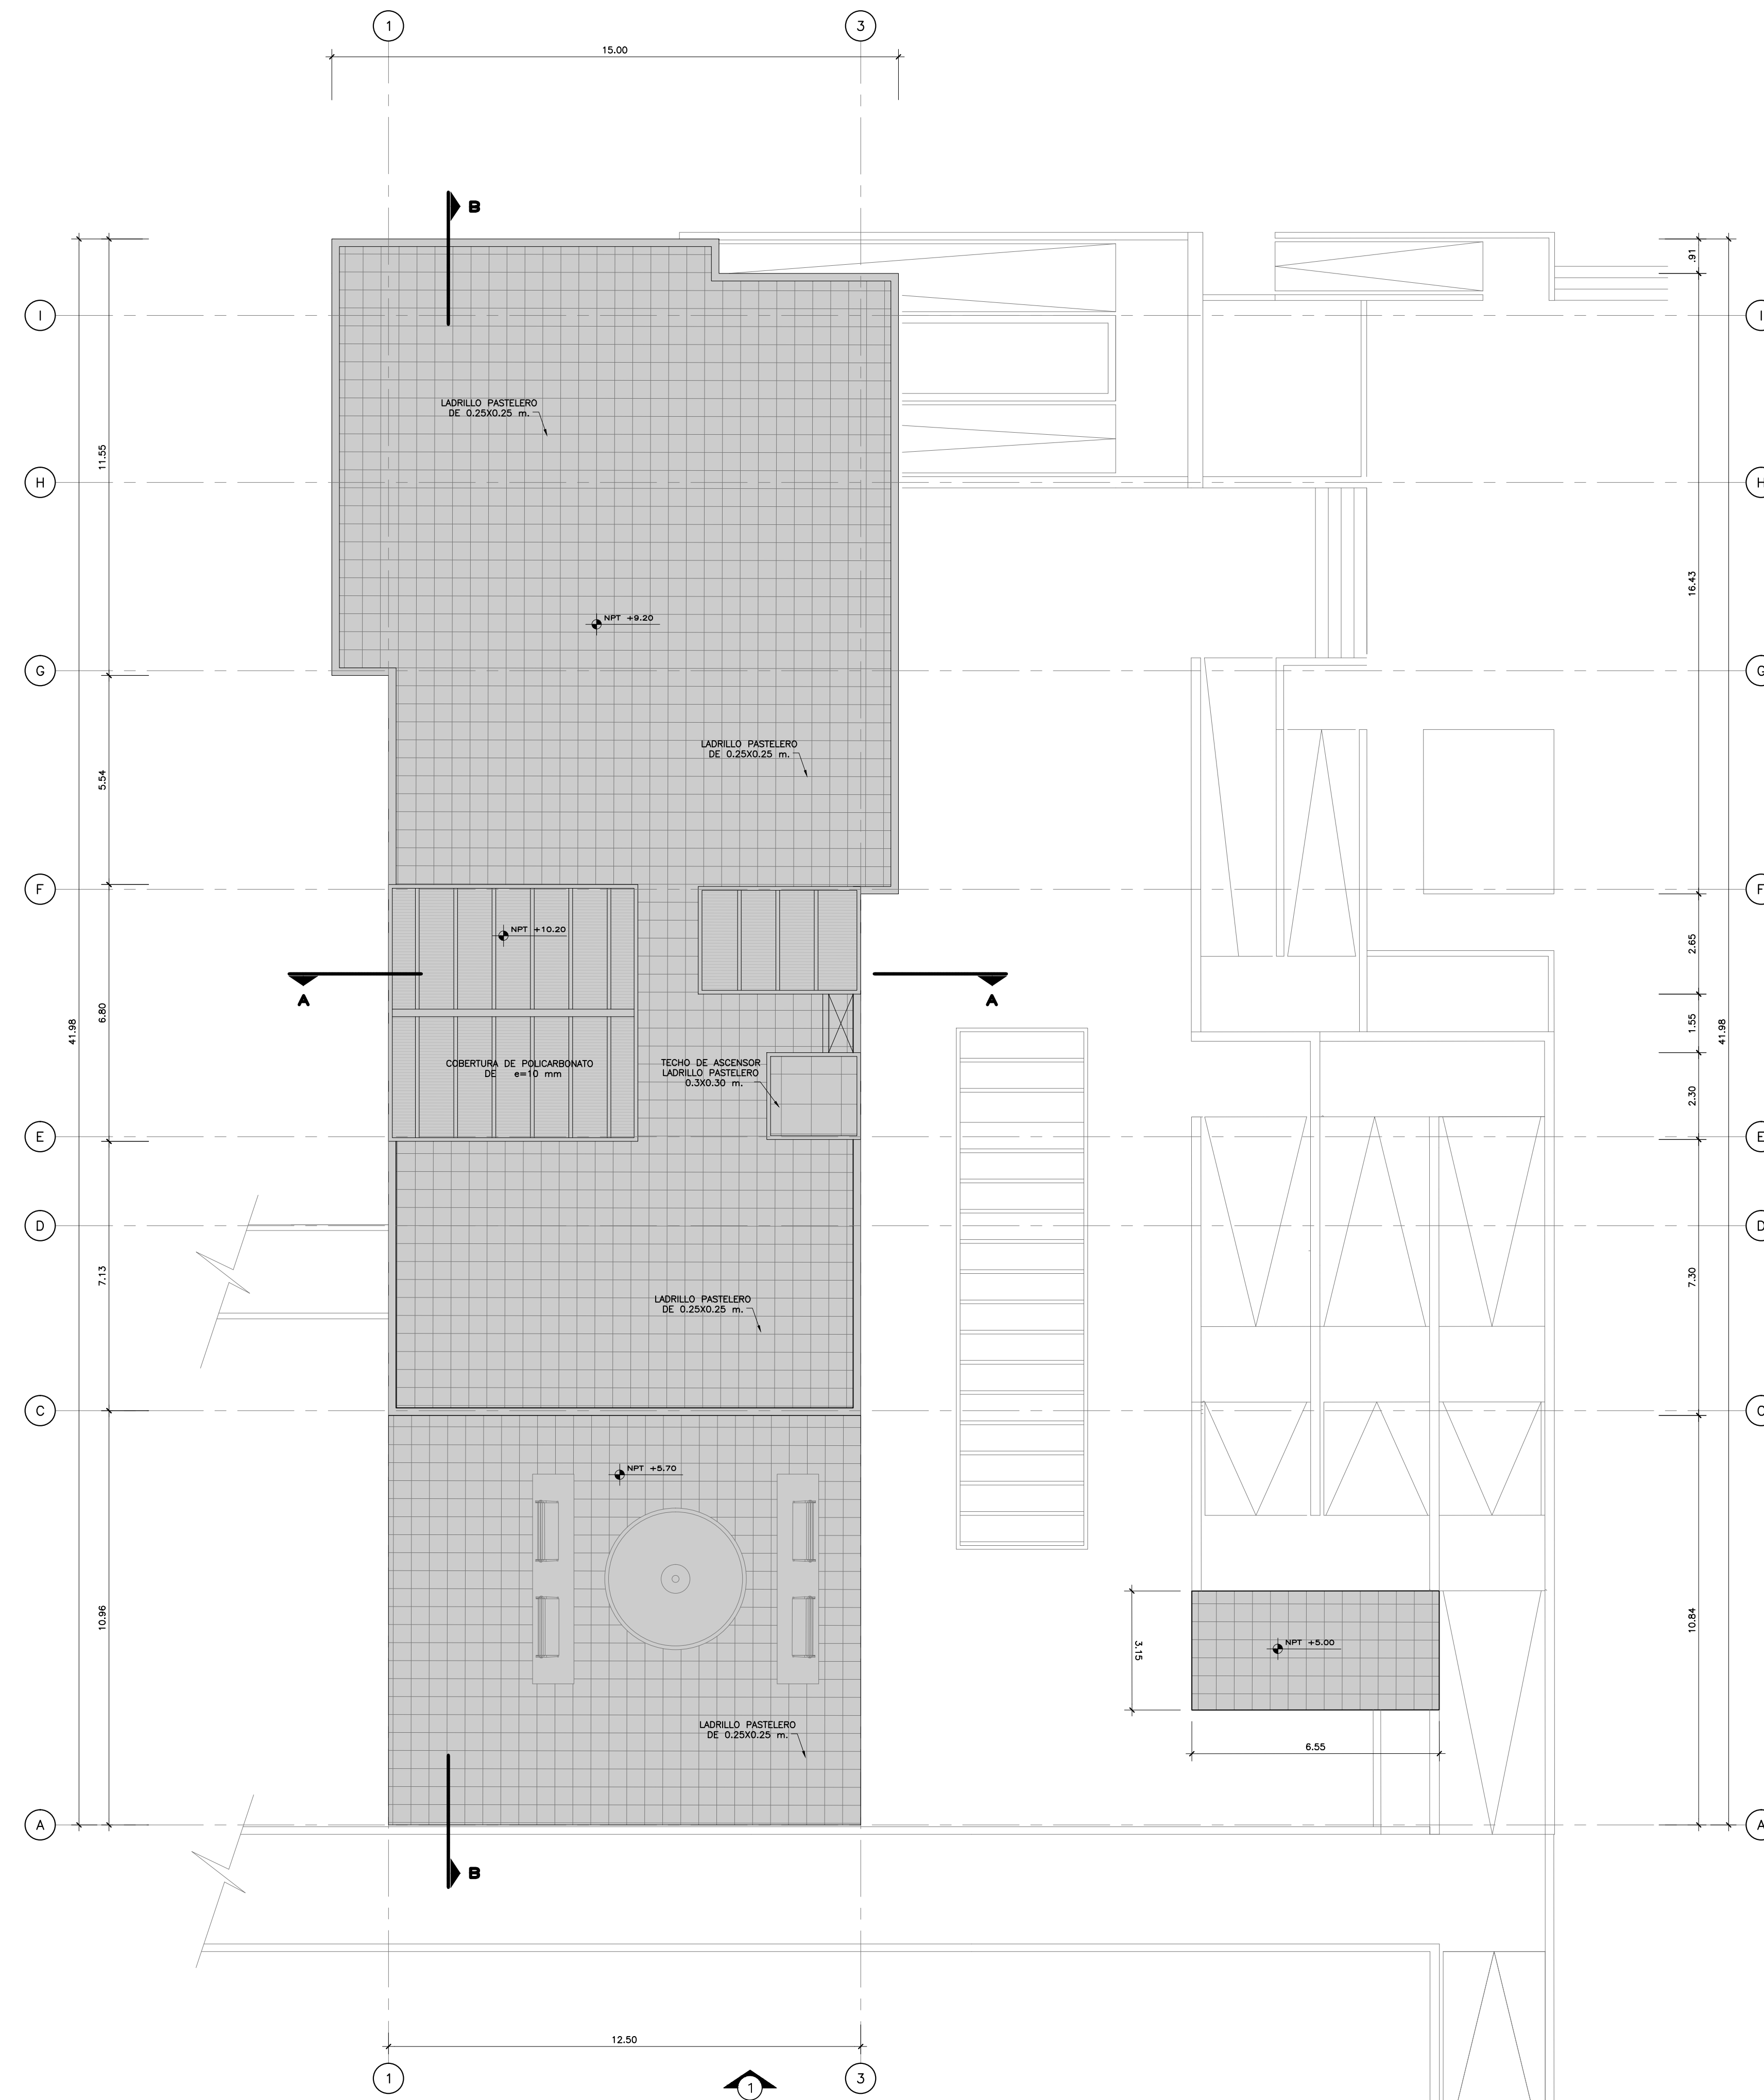 1
3
15.00
B
.91
I
I
LADRILLO PASTELERO
DE 0.25X0.25 m.
11.55
H
H
16.43
NPT +9.20
G
G
LADRILLO PASTELERO
DE 0.25X0.25 m.
5.54
F
F
NPT +10.20
2.65
A
A
6.80
41.98
1.55
41.98
COBERTURA DE POLICARBONATO
DE e=10 mm
TECHO DE ASCENSOR
LADRILLO PASTELERO
0.3X0.30 m.
2.30
E
E
D
D
7.13
7.30
LADRILLO PASTELERO
DE 0.25X0.25 m.
C
C
NPT +5.70
10.96
10.84
3.15
NPT +5.00
LADRILLO PASTELERO
DE 0.25X0.25 m.
6.55
A
A
B
12.50
1
3
1